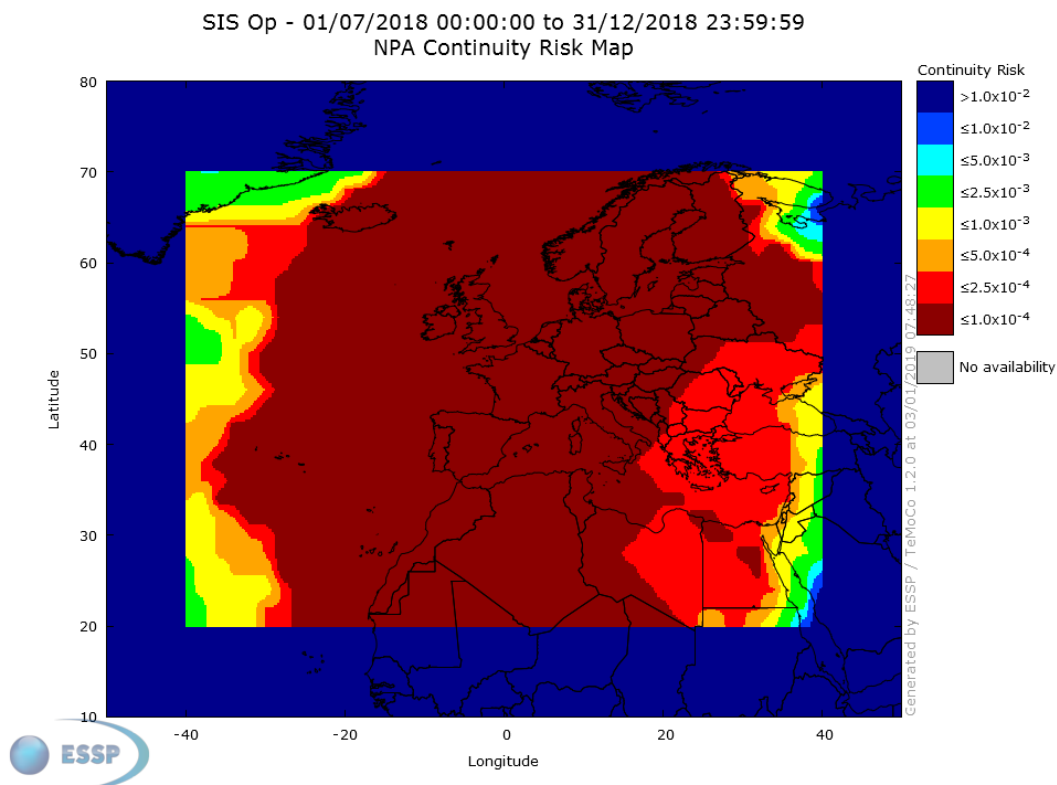 SIS Op - 01/07/2018 00:00:00 to 31/12/2018 23:59:59
NPA Continuity Risk Map
Continuity Risk
>1.0x10⁻²
≤1.0x10⁻²
≤5.0x10⁻³
≤2.5x10⁻³
≤1.0x10⁻³
≤5.0x10⁻⁴
≤2.5x10⁻⁴
≤1.0x10⁻⁴
No availability
80
70
60
50
40
30
20
10
Latitude
-40
-20
0
20
40
Longitude
Generated by ESSP / TeMoCo 1.2.0 at 03/01/2019 07:48:27
ESSP